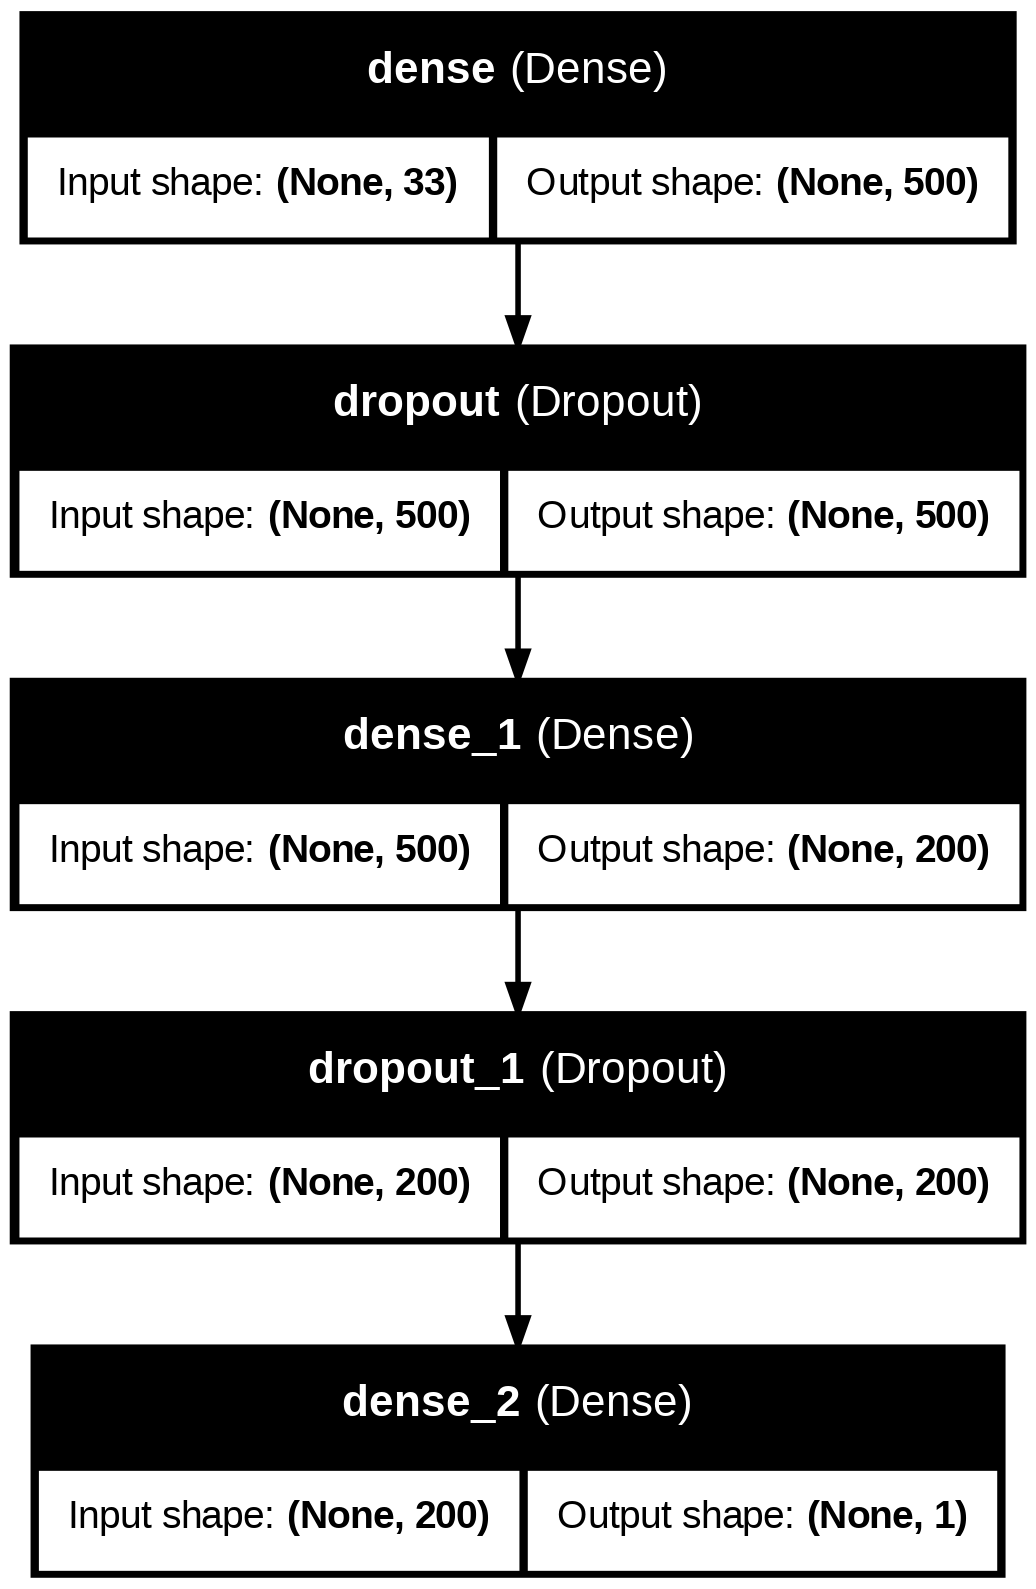 dense (Dense)
Input shape: (None, 33) Output shape: (None, 500)
dropout (Dropout)
Input shape: (None, 500) Output shape: (None, 500)
dense_1 (Dense)
Input shape: (None, 500) Output shape: (None, 200)
dropout_1 (Dropout)
Input shape: (None, 200) Output shape: (None, 200)
dense_2 (Dense)
Input shape: (None, 200) Output shape: (None, 1)